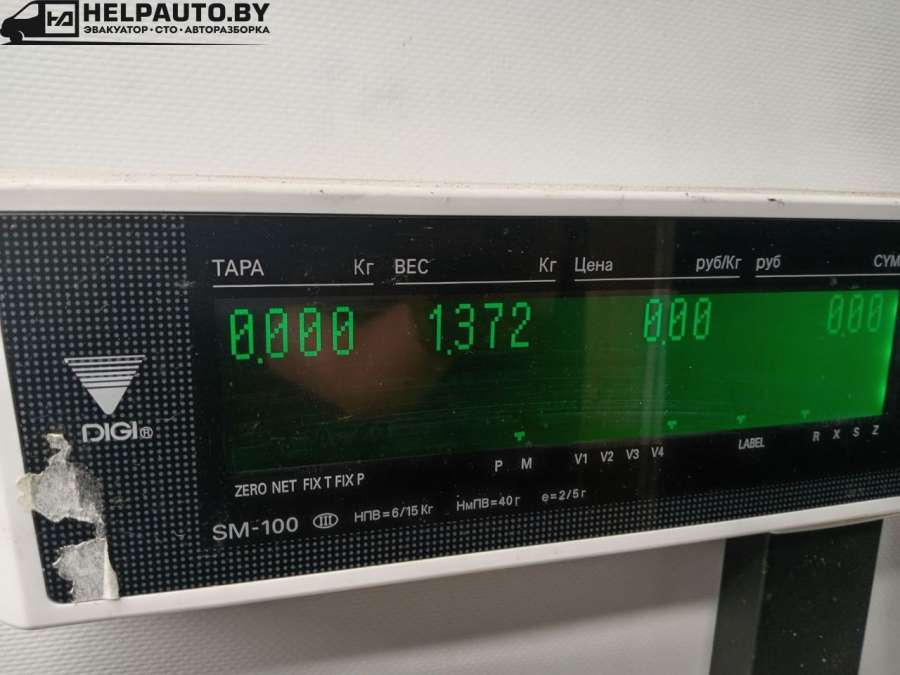 HELPAUTO.BY
ЭВАКУАТОР · СТО · АВТОРАЗБОРКА
ТАРА Кг ВЕС Кг Цена руб/Кг руб СУМ
0.000 1.372 0.00 0.00
DIGI®
P M V1 V2 V3 V4 LABEL R X S Z
ZERO NET FIX T FIX P
SM-100 III НПВ=6/15 Кг НмПВ=40 г e=2/5 г